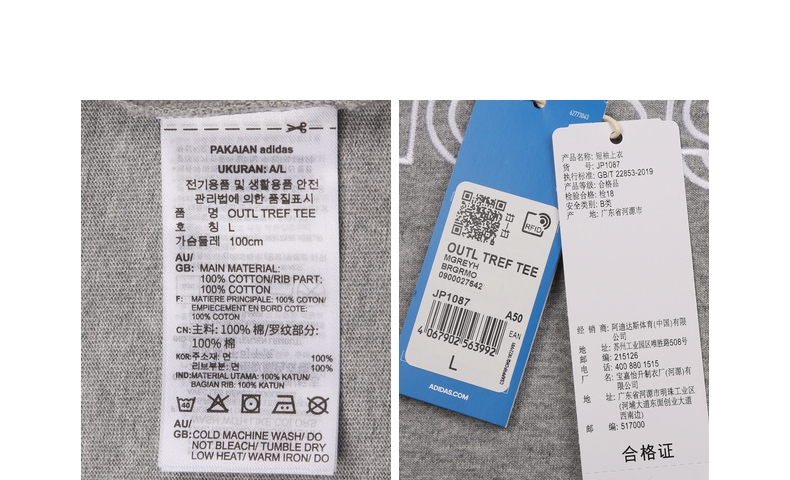 PAKAIAN adidas
UKURAN: A/L
전기용품 및 생활용품 안전
관리법에 의한 품질표시
품 명 OUTL TREF TEE
호 칭 L
가슴둘레 100cm
AU/
GB: MAIN MATERIAL:
100% COTTON/RIB PART:
100% COTTON
F: MATIERE PRINCIPALE: 100% COTON/
EMPIECEMENT EN BORD COTE:
100% COTON
CN: 主料: 100% 棉/罗纹部分:
100% 棉
KOR: 주소재: 면 100%
리브부분: 면 100%
IND: MATERIAL UTAMA: 100% KATUN/
BAGIAN RIB: 100% KATUN
40
AU/
GB: COLD MACHINE WASH/ DO
NOT BLEACH/ TUMBLE DRY
LOW HEAT/ WARM IRON/ DO
62773043
RFID
OUTL TREF TEE
MGREYH
BRGRMO
0900027642
JP1087
A50
EAN
4 067902 563992
L
ADIDAS.COM
产品名称: 短袖上衣
货 号: JP1087
执行标准: GB/T 22853-2019
产品等级: 合格品
检验合格: 检18
安全类别: B类
产 地: 广东省河源市
经 销 商: 阿迪达斯体育(中国)有限
公司
地 址: 苏州工业园区唯胜路508号
邮 编: 215126
电 话: 400 880 1515
厂 名: 宝嘉怡升制衣厂(河源)有
限公司
地 址: 广东省河源市明珠工业区
(河埔大道东面创业大道
西南边)
邮 编: 517000
合格证